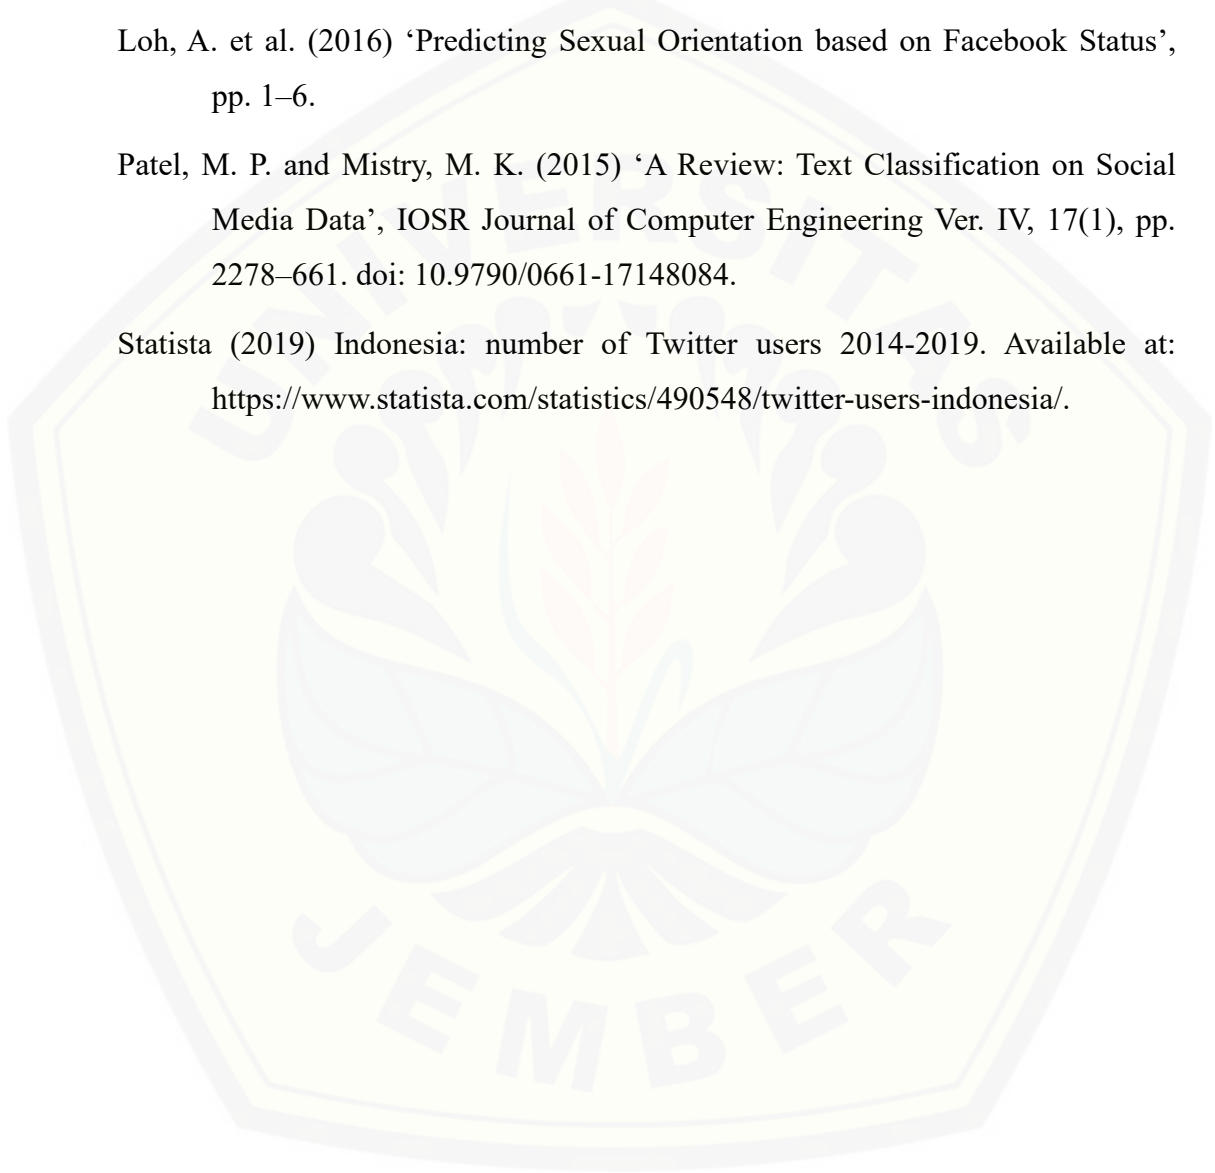 Loh, A. et al. (2016) ‘Predicting Sexual Orientation based on Facebook Status’,
pp. 1–6.
Patel, M. P. and Mistry, M. K. (2015) ‘A Review: Text Classification on Social
Media Data’, IOSR Journal of Computer Engineering Ver. IV, 17(1), pp.
2278–661. doi: 10.9790/0661-17148084.
Statista (2019) Indonesia: number of Twitter users 2014-2019. Available at:
https://www.statista.com/statistics/490548/twitter-users-indonesia/.
UNIVERSITAS
JEMBER